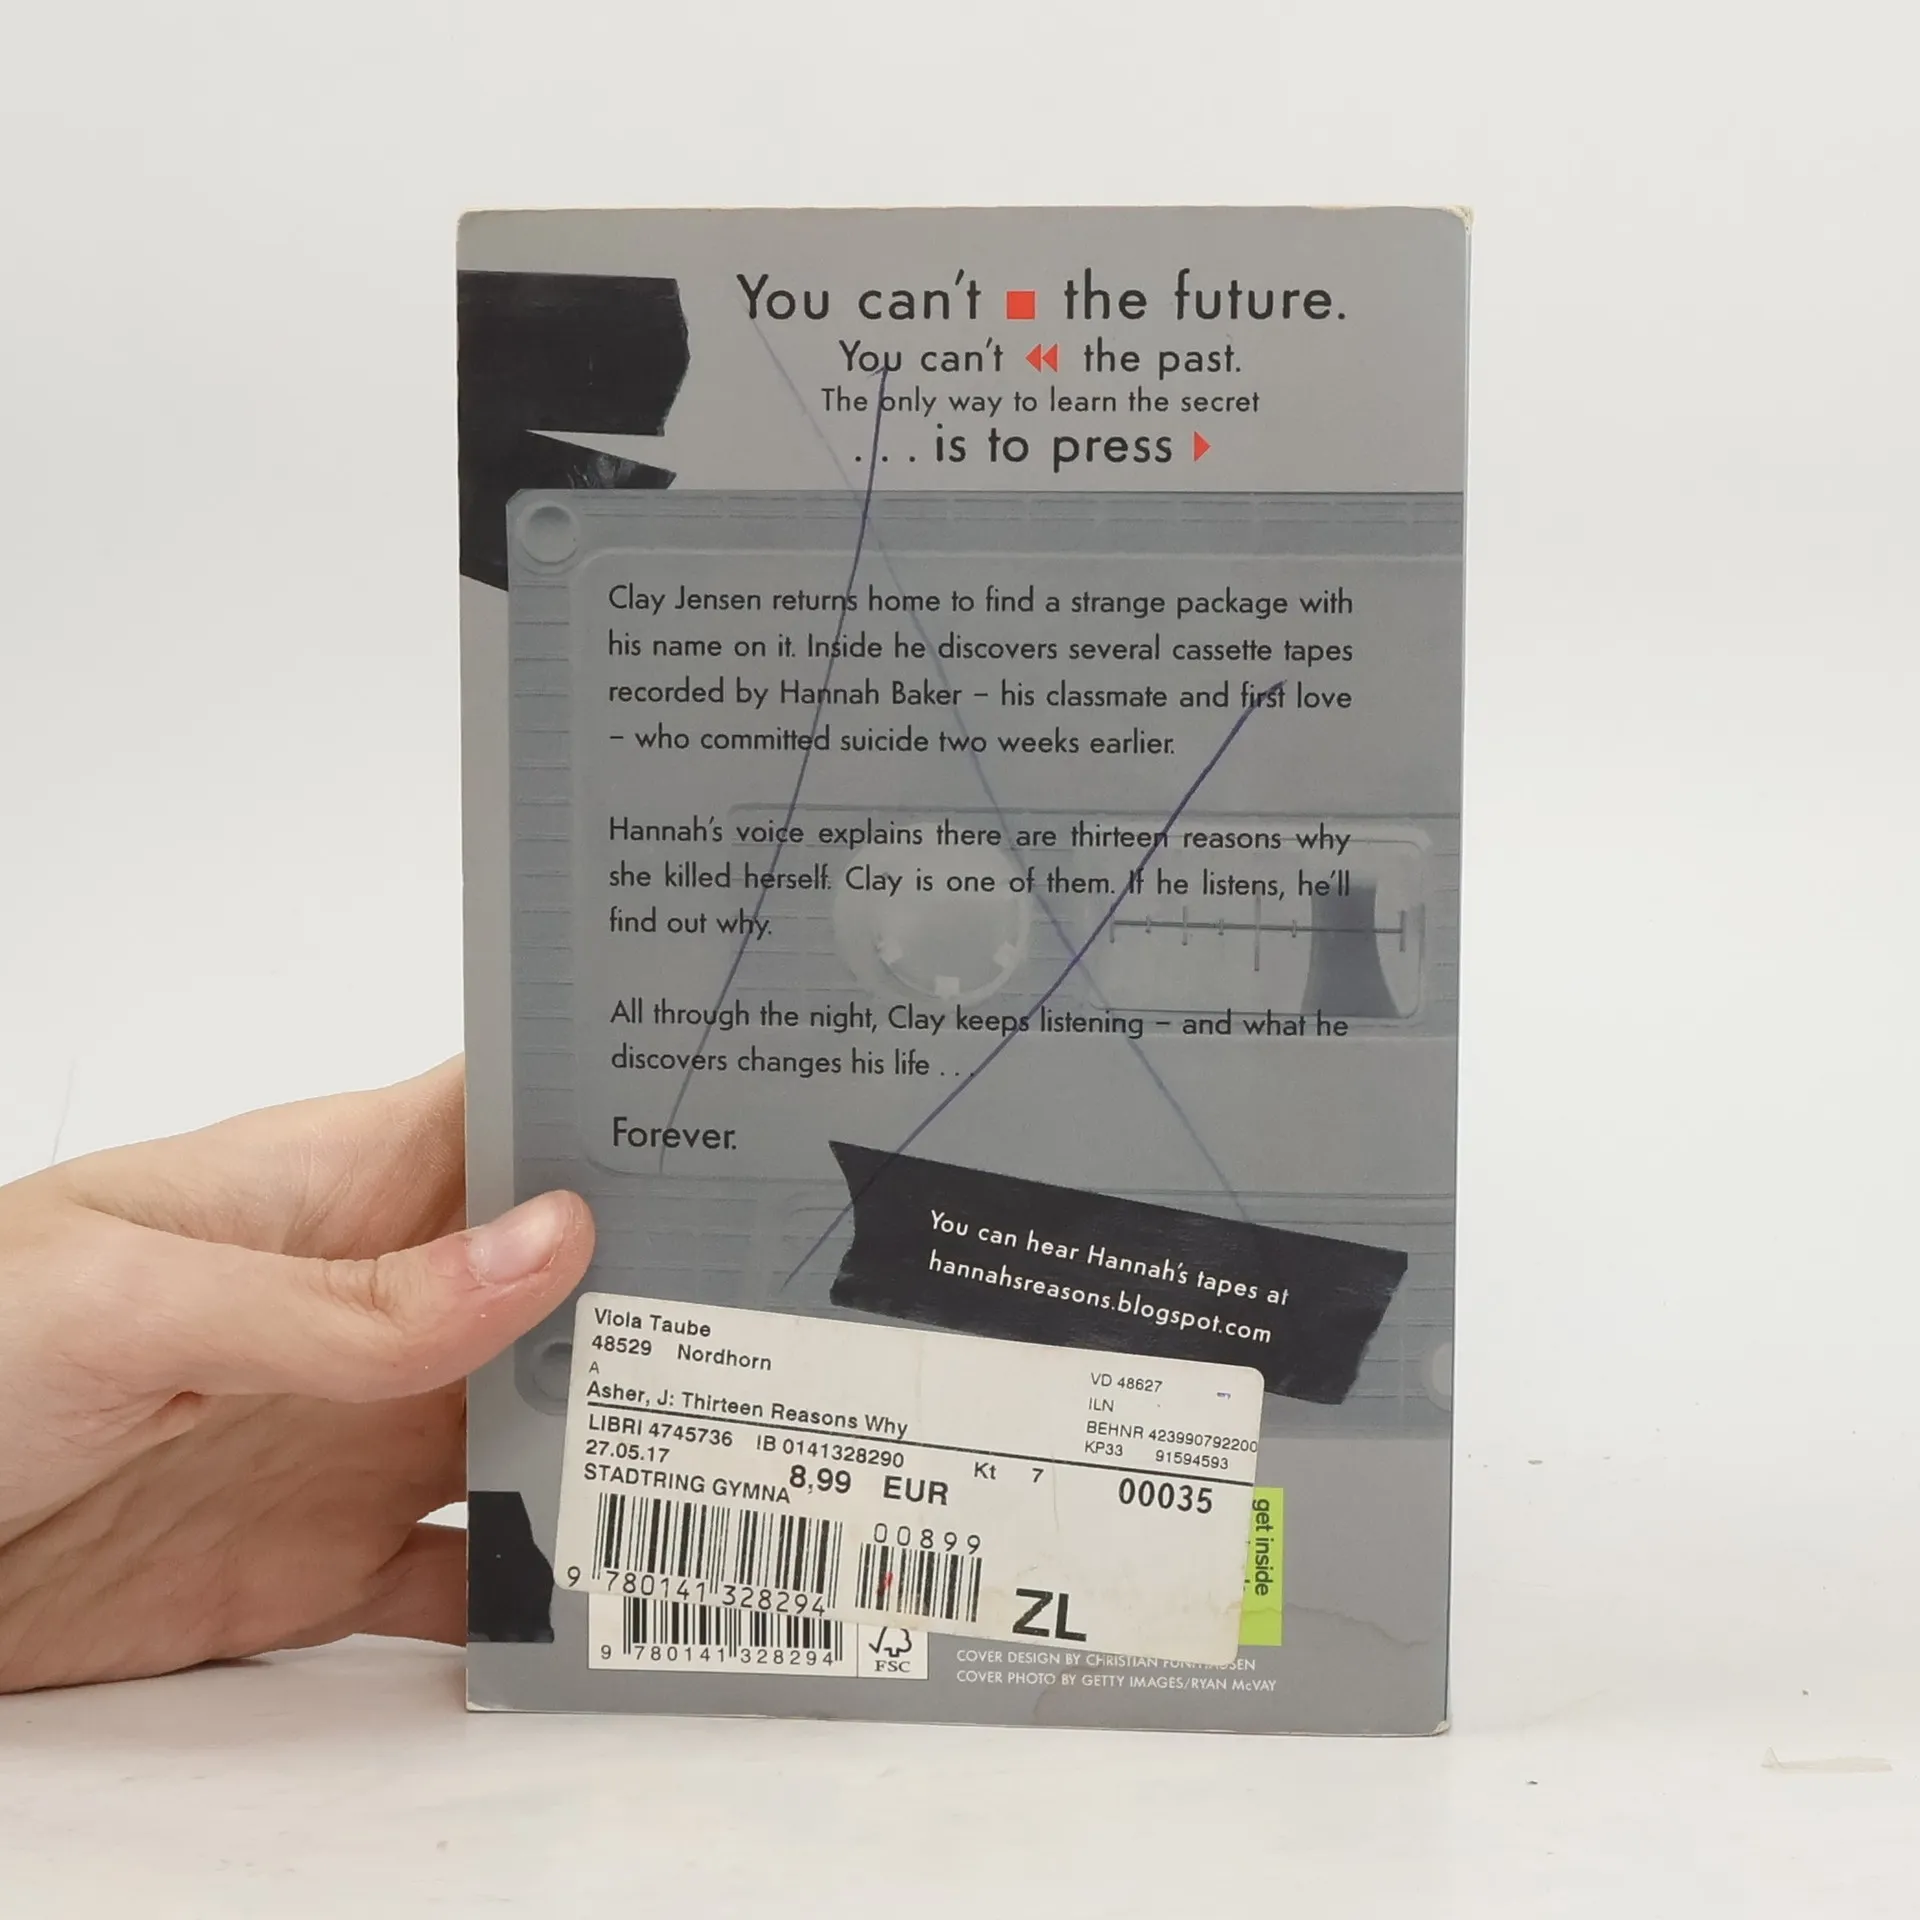 You can't ■ the future.
You can't ◀◀ the past.
The only way to learn the secret
. . . is to press ▶
Clay Jensen returns home to find a strange package with
his name on it. Inside he discovers several cassette tapes
recorded by Hannah Baker – his classmate and first love
– who committed suicide two weeks earlier.
Hannah's voice explains there are thirteen reasons why
she killed herself. Clay is one of them. If he listens, he'll
find out why.
All through the night, Clay keeps listening – and what he
discovers changes his life . . .
Forever.
You can hear Hannah's tapes at
hannahsreasons.blogspot.com
Viola Taube
48529 Nordhorn
A
Asher, J: Thirteen Reasons Why
VD 48627
ILN
BEHNR 423990792200
KP33 91594593
LIBRI 4745736 IB 0141328290
27.05.17
Kt 7
STADTRING GYMNA
8,99 EUR
00035
00899
9 780141 328294
ZL
get inside
9 780141 328294
FSC
COVER DESIGN BY CHRISTIAN
COVER PHOTO BY GETTY IMAGES/RYAN McVAY